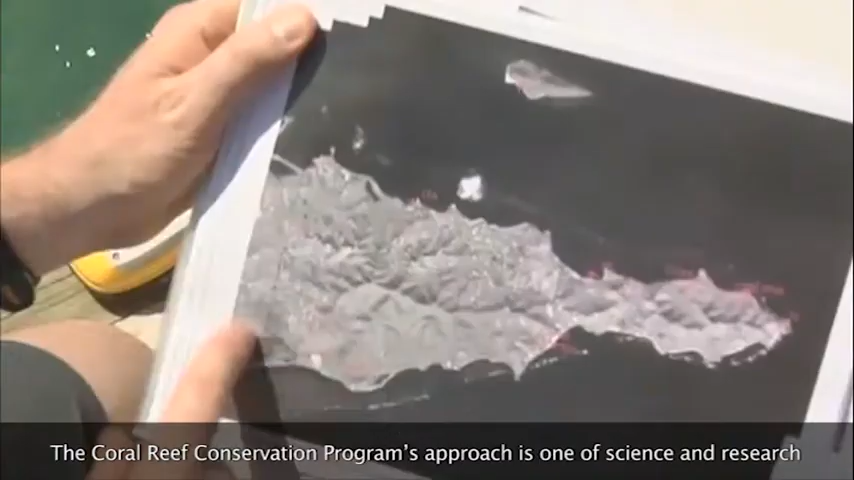 The Coral Reef Conservation Program's approach is one of science and research